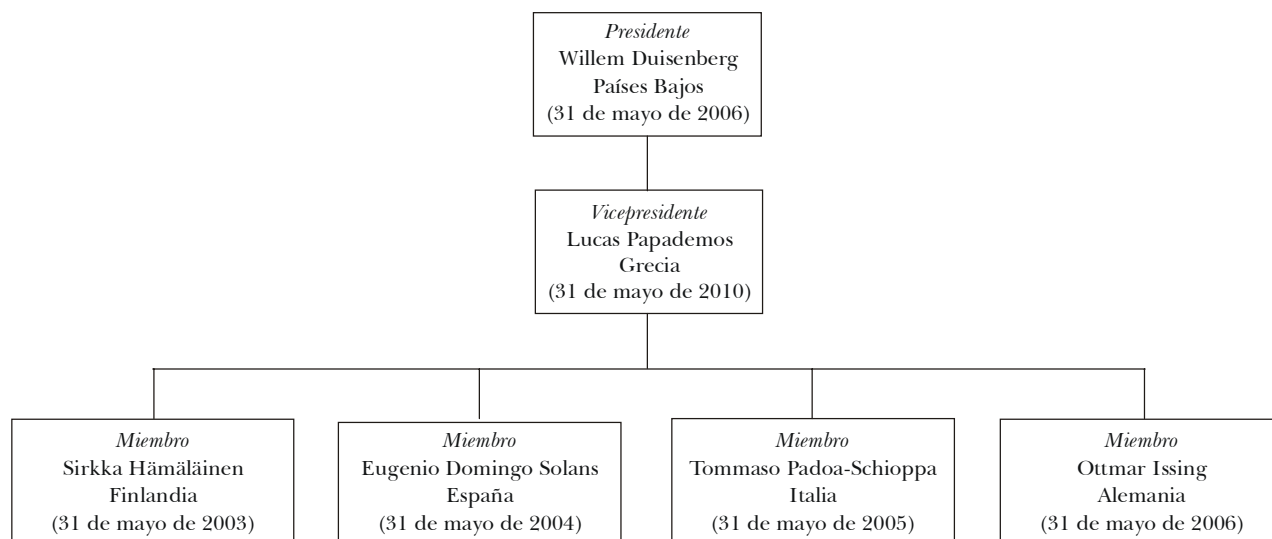 Presidente
Willem Duisenberg
Países Bajos
(31 de mayo de 2006)
Vicepresidente
Lucas Papademos
Grecia
(31 de mayo de 2010)
Miembro
Sirkka Hämäläinen
Finlandia
(31 de mayo de 2003)
Miembro
Eugenio Domingo Solans
España
(31 de mayo de 2004)
Miembro
Tommaso Padoa-Schioppa
Italia
(31 de mayo de 2005)
Miembro
Ottmar Issing
Alemania
(31 de mayo de 2006)